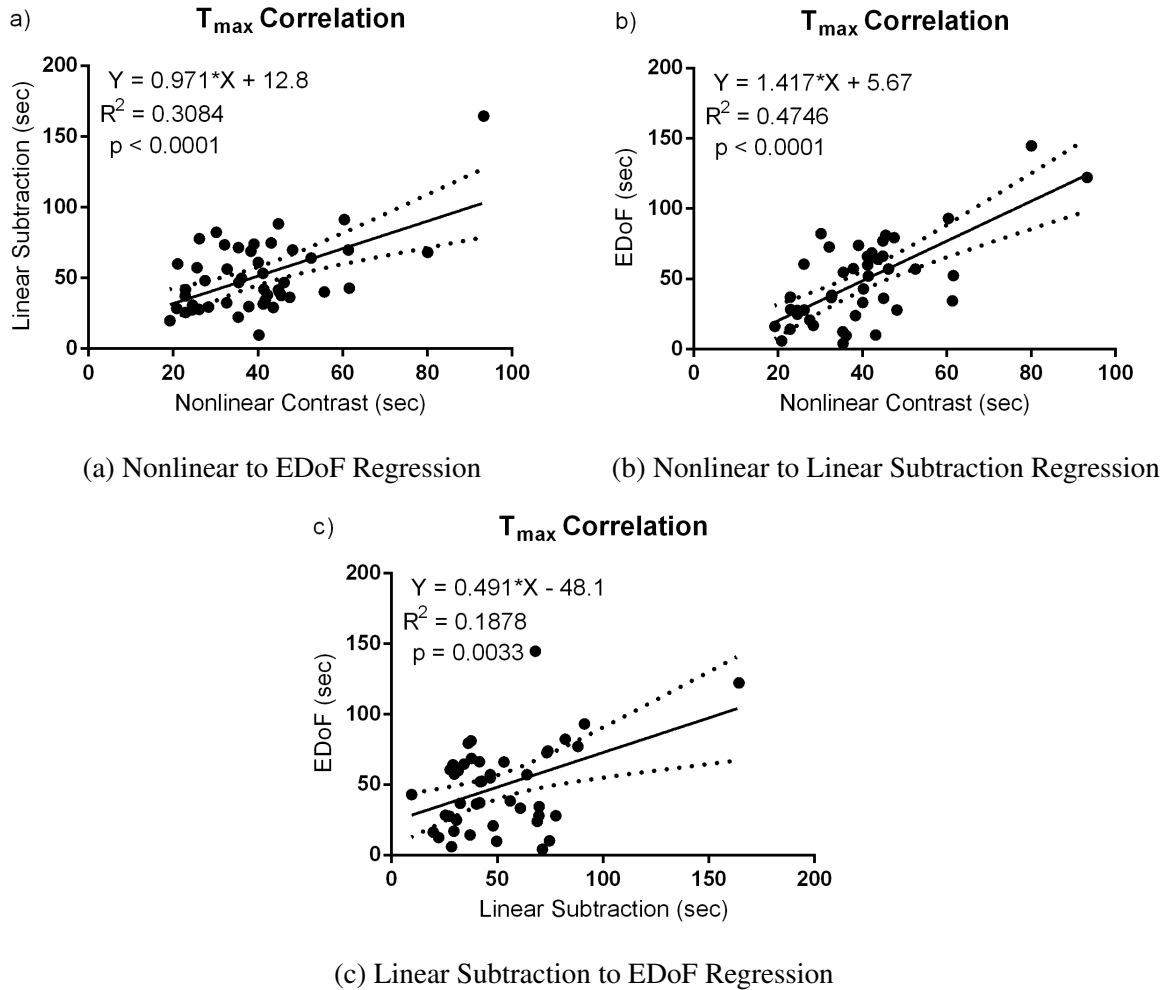 a)
T_max Correlation
Y = 0.971*X + 12.8
R² = 0.3084
p < 0.0001
Linear Subtraction (sec)
200
150
100
50
0
0 20 40 60 80 100
Nonlinear Contrast (sec)
(a) Nonlinear to EDoF Regression
b)
T_max Correlation
Y = 1.417*X + 5.67
R² = 0.4746
p < 0.0001
EDoF (sec)
200
150
100
50
0
0 20 40 60 80 100
Nonlinear Contrast (sec)
(b) Nonlinear to Linear Subtraction Regression
c)
T_max Correlation
Y = 0.491*X - 48.1
R² = 0.1878
p = 0.0033
EDoF (sec)
200
150
100
50
0
0 50 100 150 200
Linear Subtraction (sec)
(c) Linear Subtraction to EDoF Regression